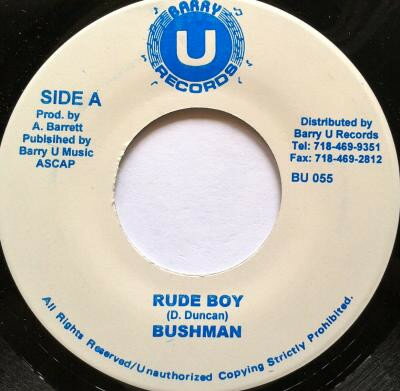 BARRY
U
RECORDS
SIDE A
Prod. by
A. Barrett
Pubisihed by
Barry U Music
ASCAP
Distributed by
Barry U Records
Tel: 718-469-9351
Fax: 718-469-2812
BU 055
RUDE BOY
(D. Duncan)
BUSHMAN
All Rights Reserved/Unauthorized Copying Strictly Prohibited.